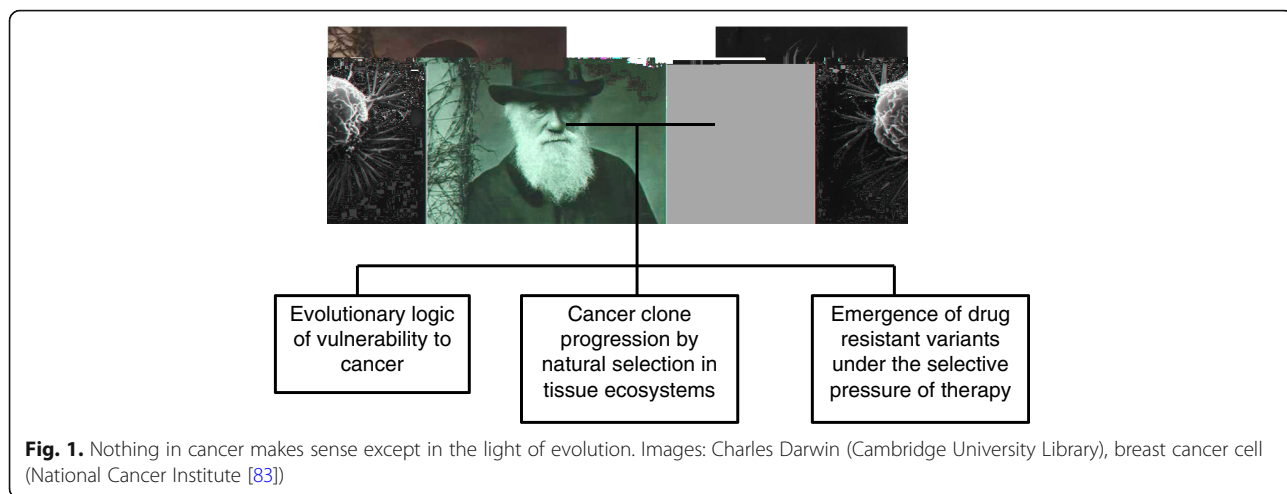 Evolutionary logic
of vulnerability to
cancer
Cancer clone
progression by
natural selection in
tissue ecosystems
Emergence of drug
resistant variants
under the selective
pressure of therapy
Fig. 1. Nothing in cancer makes sense except in the light of evolution. Images: Charles Darwin (Cambridge University Library), breast cancer cell
(National Cancer Institute [83])